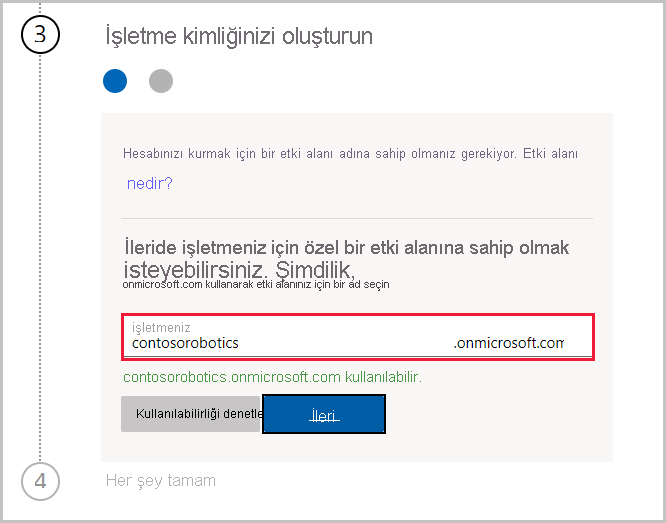 3
İşletme kimliğinizi oluşturun
Hesabınızı kurmak için bir etki alanı adına sahip olmanız gerekiyor. Etki alanı
nedir?
İleride işletmeniz için özel bir etki alanına sahip olmak
isteyebilirsiniz. Şimdilik,
onmicrosoft.com kullanarak etki alanınız için bir ad seçin
işletmeniz
contosorobotics .onmicrosoft.com
contosorobotics.onmicrosoft.com kullanılabilir.
Kullanılabilirliği denetle İleri
4 Her şey tamam